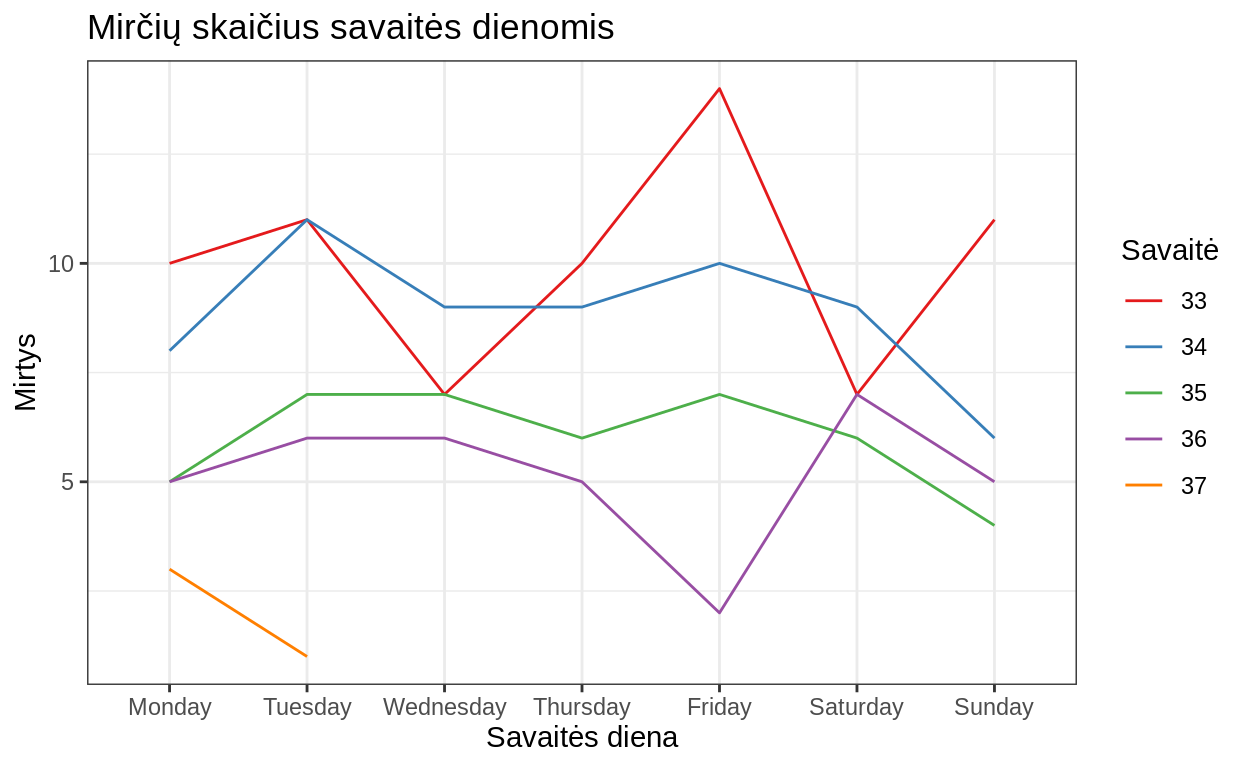 Mirčių skaičius savaitės dienomis
10
5
Mirtys
Monday Tuesday Wednesday Thursday Friday Saturday Sunday
Savaitės diena
Savaitė
33
34
35
36
37